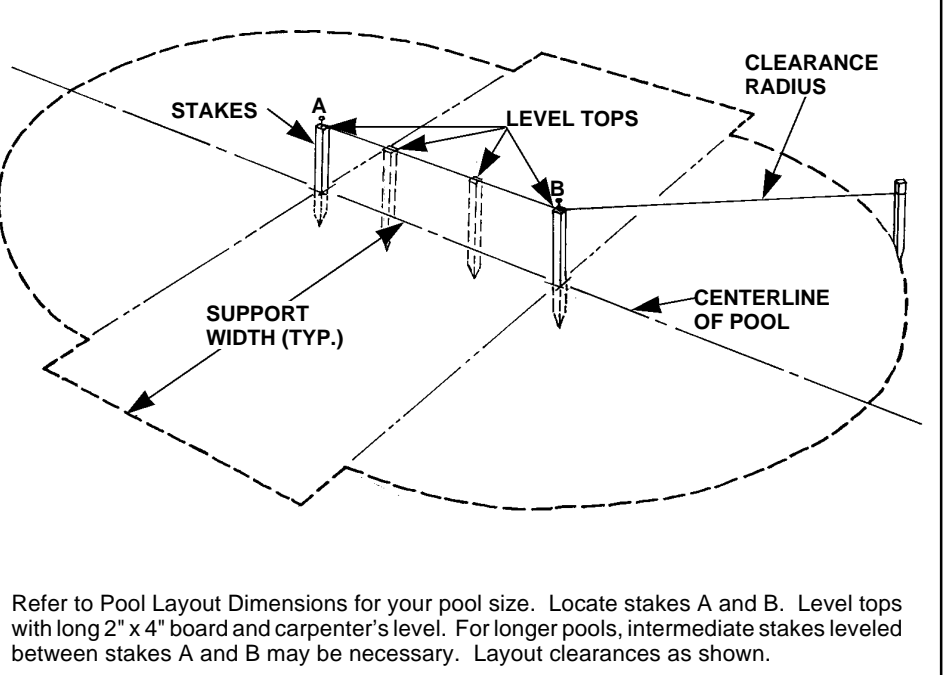 CLEARANCE
RADIUS
STAKES
A
LEVEL TOPS
B
SUPPORT
WIDTH (TYP.)
CENTERLINE
OF POOL
Refer to Pool Layout Dimensions for your pool size. Locate stakes A and B. Level tops
with long 2" x 4" board and carpenter's level. For longer pools, intermediate stakes leveled
between stakes A and B may be necessary. Layout clearances as shown.